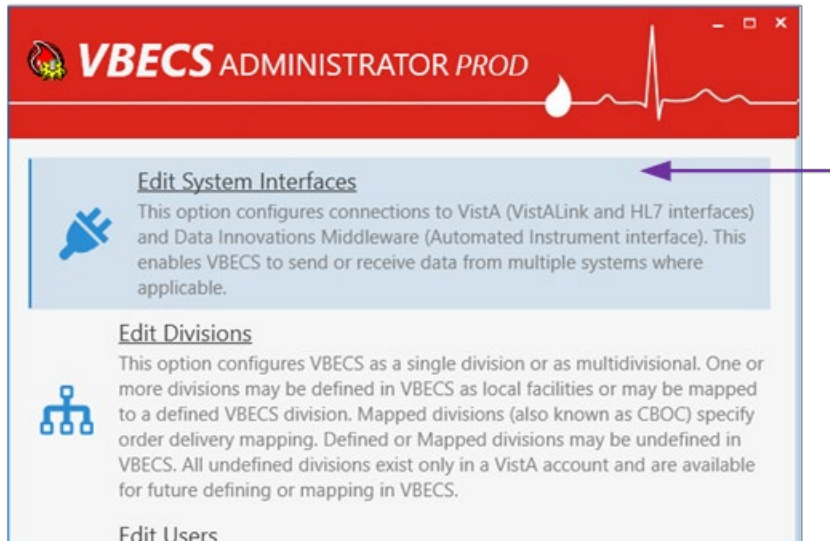 VBECS ADMINISTRATOR PROD
Edit System Interfaces
This option configures connections to VistA (VistALink and HL7 interfaces)
and Data Innovations Middleware (Automated Instrument interface). This
enables VBECS to send or receive data from multiple systems where
applicable.
Edit Divisions
This option configures VBECS as a single division or as multidivisional. One or
more divisions may be defined in VBECS as local facilities or may be mapped
to a defined VBECS division. Mapped divisions (also known as CBOC) specify
order delivery mapping. Defined or Mapped divisions may be undefined in
VBECS. All undefined divisions exist only in a VistA account and are available
for future defining or mapping in VBECS.
Edit Users